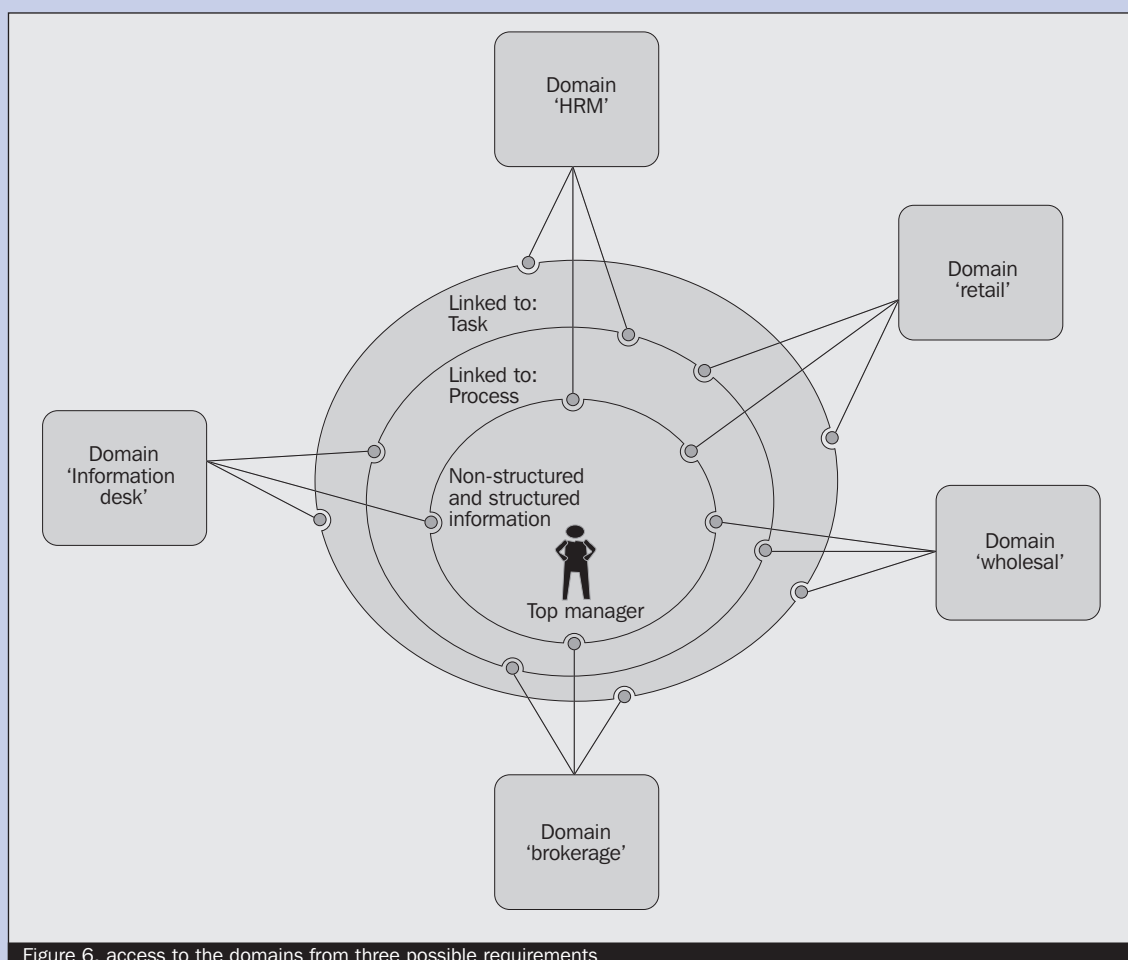 Domain
‘HRM’
Domain
‘retail’
Linked to:
Task
Linked to:
Process
Domain
‘Information
desk’
Non-structured
and structured
information
Domain
‘wholesal’
Top manager
Domain
‘brokerage’
Figure 6, access to the domains from three possible requirements